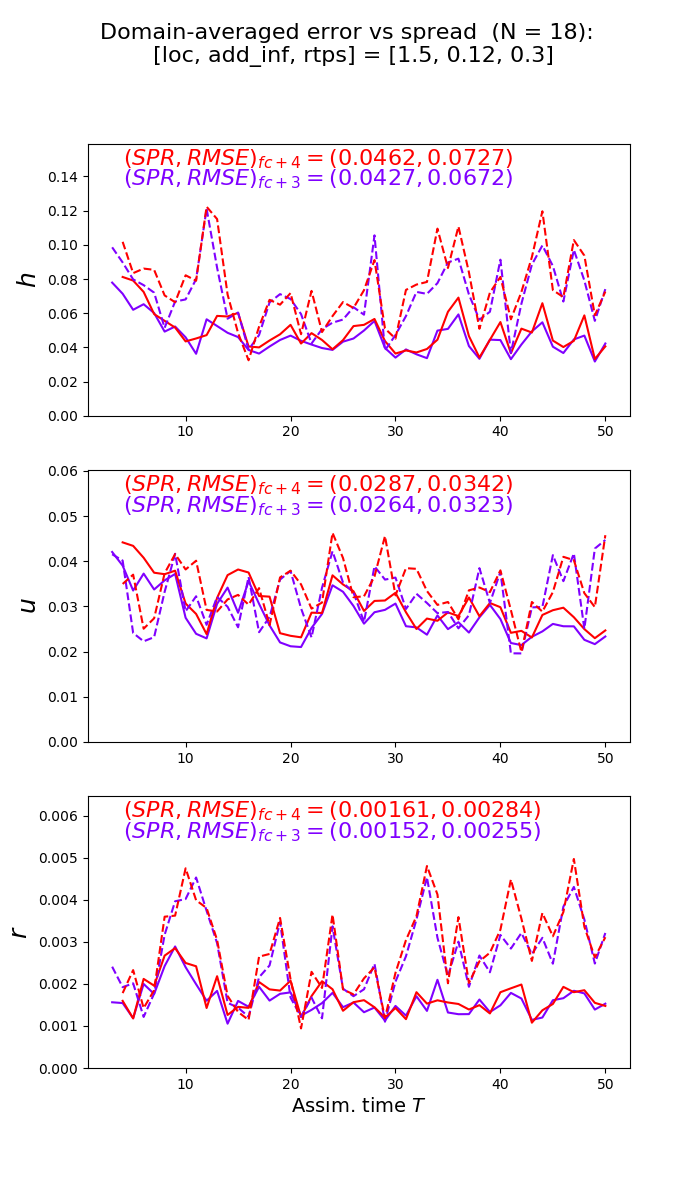 Domain-averaged error vs spread (N = 18):
[loc, add_inf, rtps] = [1.5, 0.12, 0.3]
(SPR, RMSE)fc+4 = (0.0462, 0.0727)
(SPR, RMSE)fc+3 = (0.0427, 0.0672)
0.14
0.12
0.10
0.08
0.06
0.04
0.02
0.00
h
10 20 30 40 50
(SPR, RMSE)fc+4 = (0.0287, 0.0342)
(SPR, RMSE)fc+3 = (0.0264, 0.0323)
0.06
0.05
0.04
0.03
0.02
0.01
0.00
u
10 20 30 40 50
(SPR, RMSE)fc+4 = (0.00161, 0.00284)
(SPR, RMSE)fc+3 = (0.00152, 0.00255)
0.006
0.005
0.004
0.003
0.002
0.001
0.000
r
10 20 30 40 50
Assim. time T